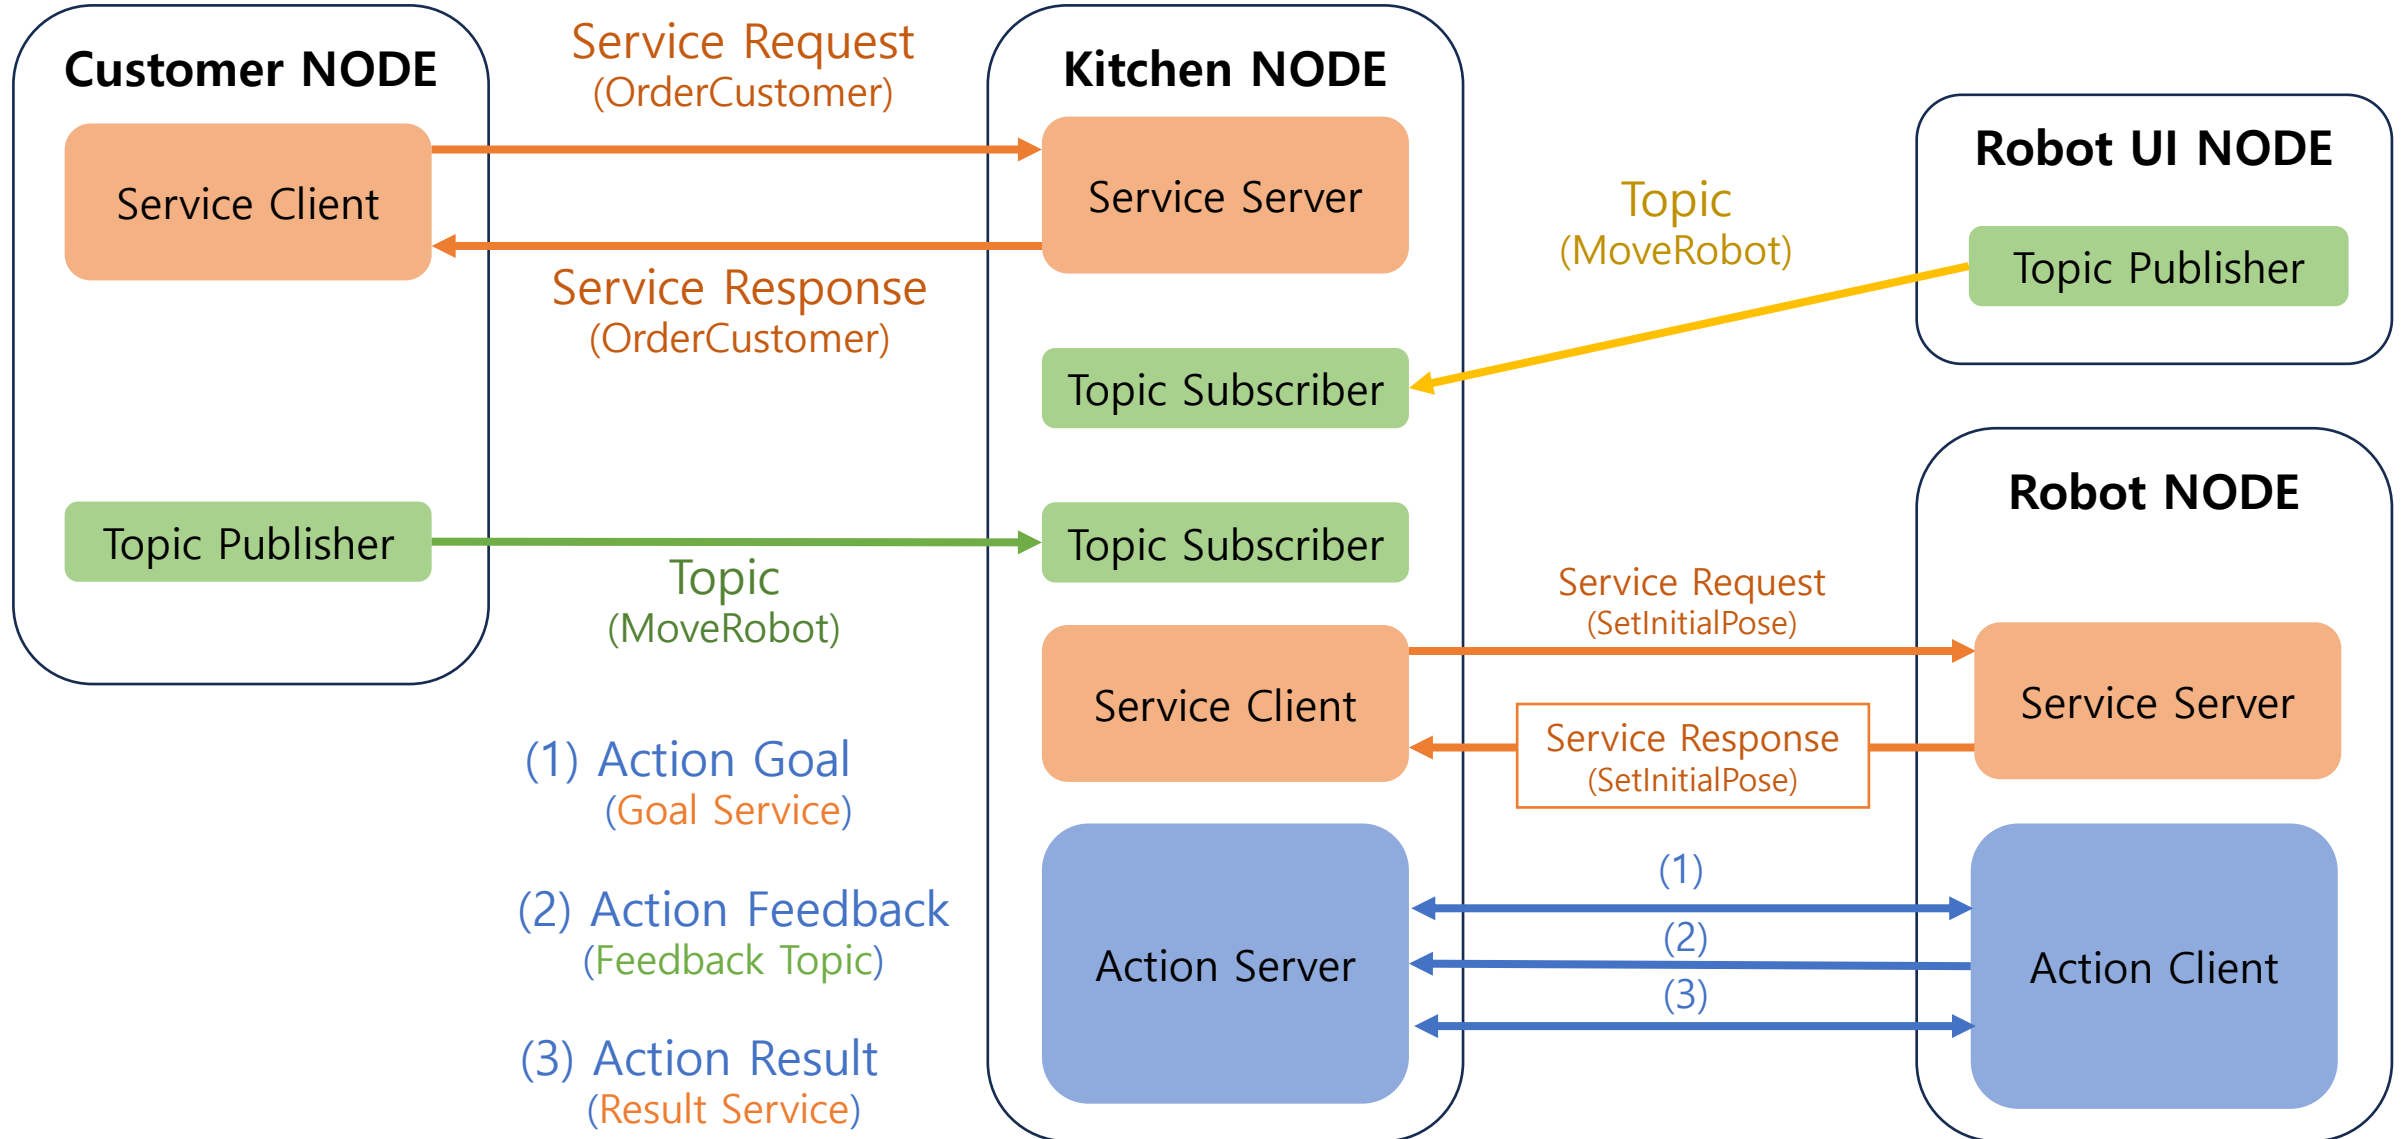 Customer NODE
Service Client
Topic Publisher
Service Request
(OrderCustomer)
Service Response
(OrderCustomer)
Topic
(MoveRobot)
(1) Action Goal
(Goal Service)
(2) Action Feedback
(Feedback Topic)
(3) Action Result
(Result Service)
Kitchen NODE
Service Server
Topic Subscriber
Topic Subscriber
Service Client
Action Server
Topic
(MoveRobot)
Service Request
(SetInitialPose)
Service Response
(SetInitialPose)
(1)
(2)
(3)
Robot UI NODE
Topic Publisher
Robot NODE
Service Server
Action Client